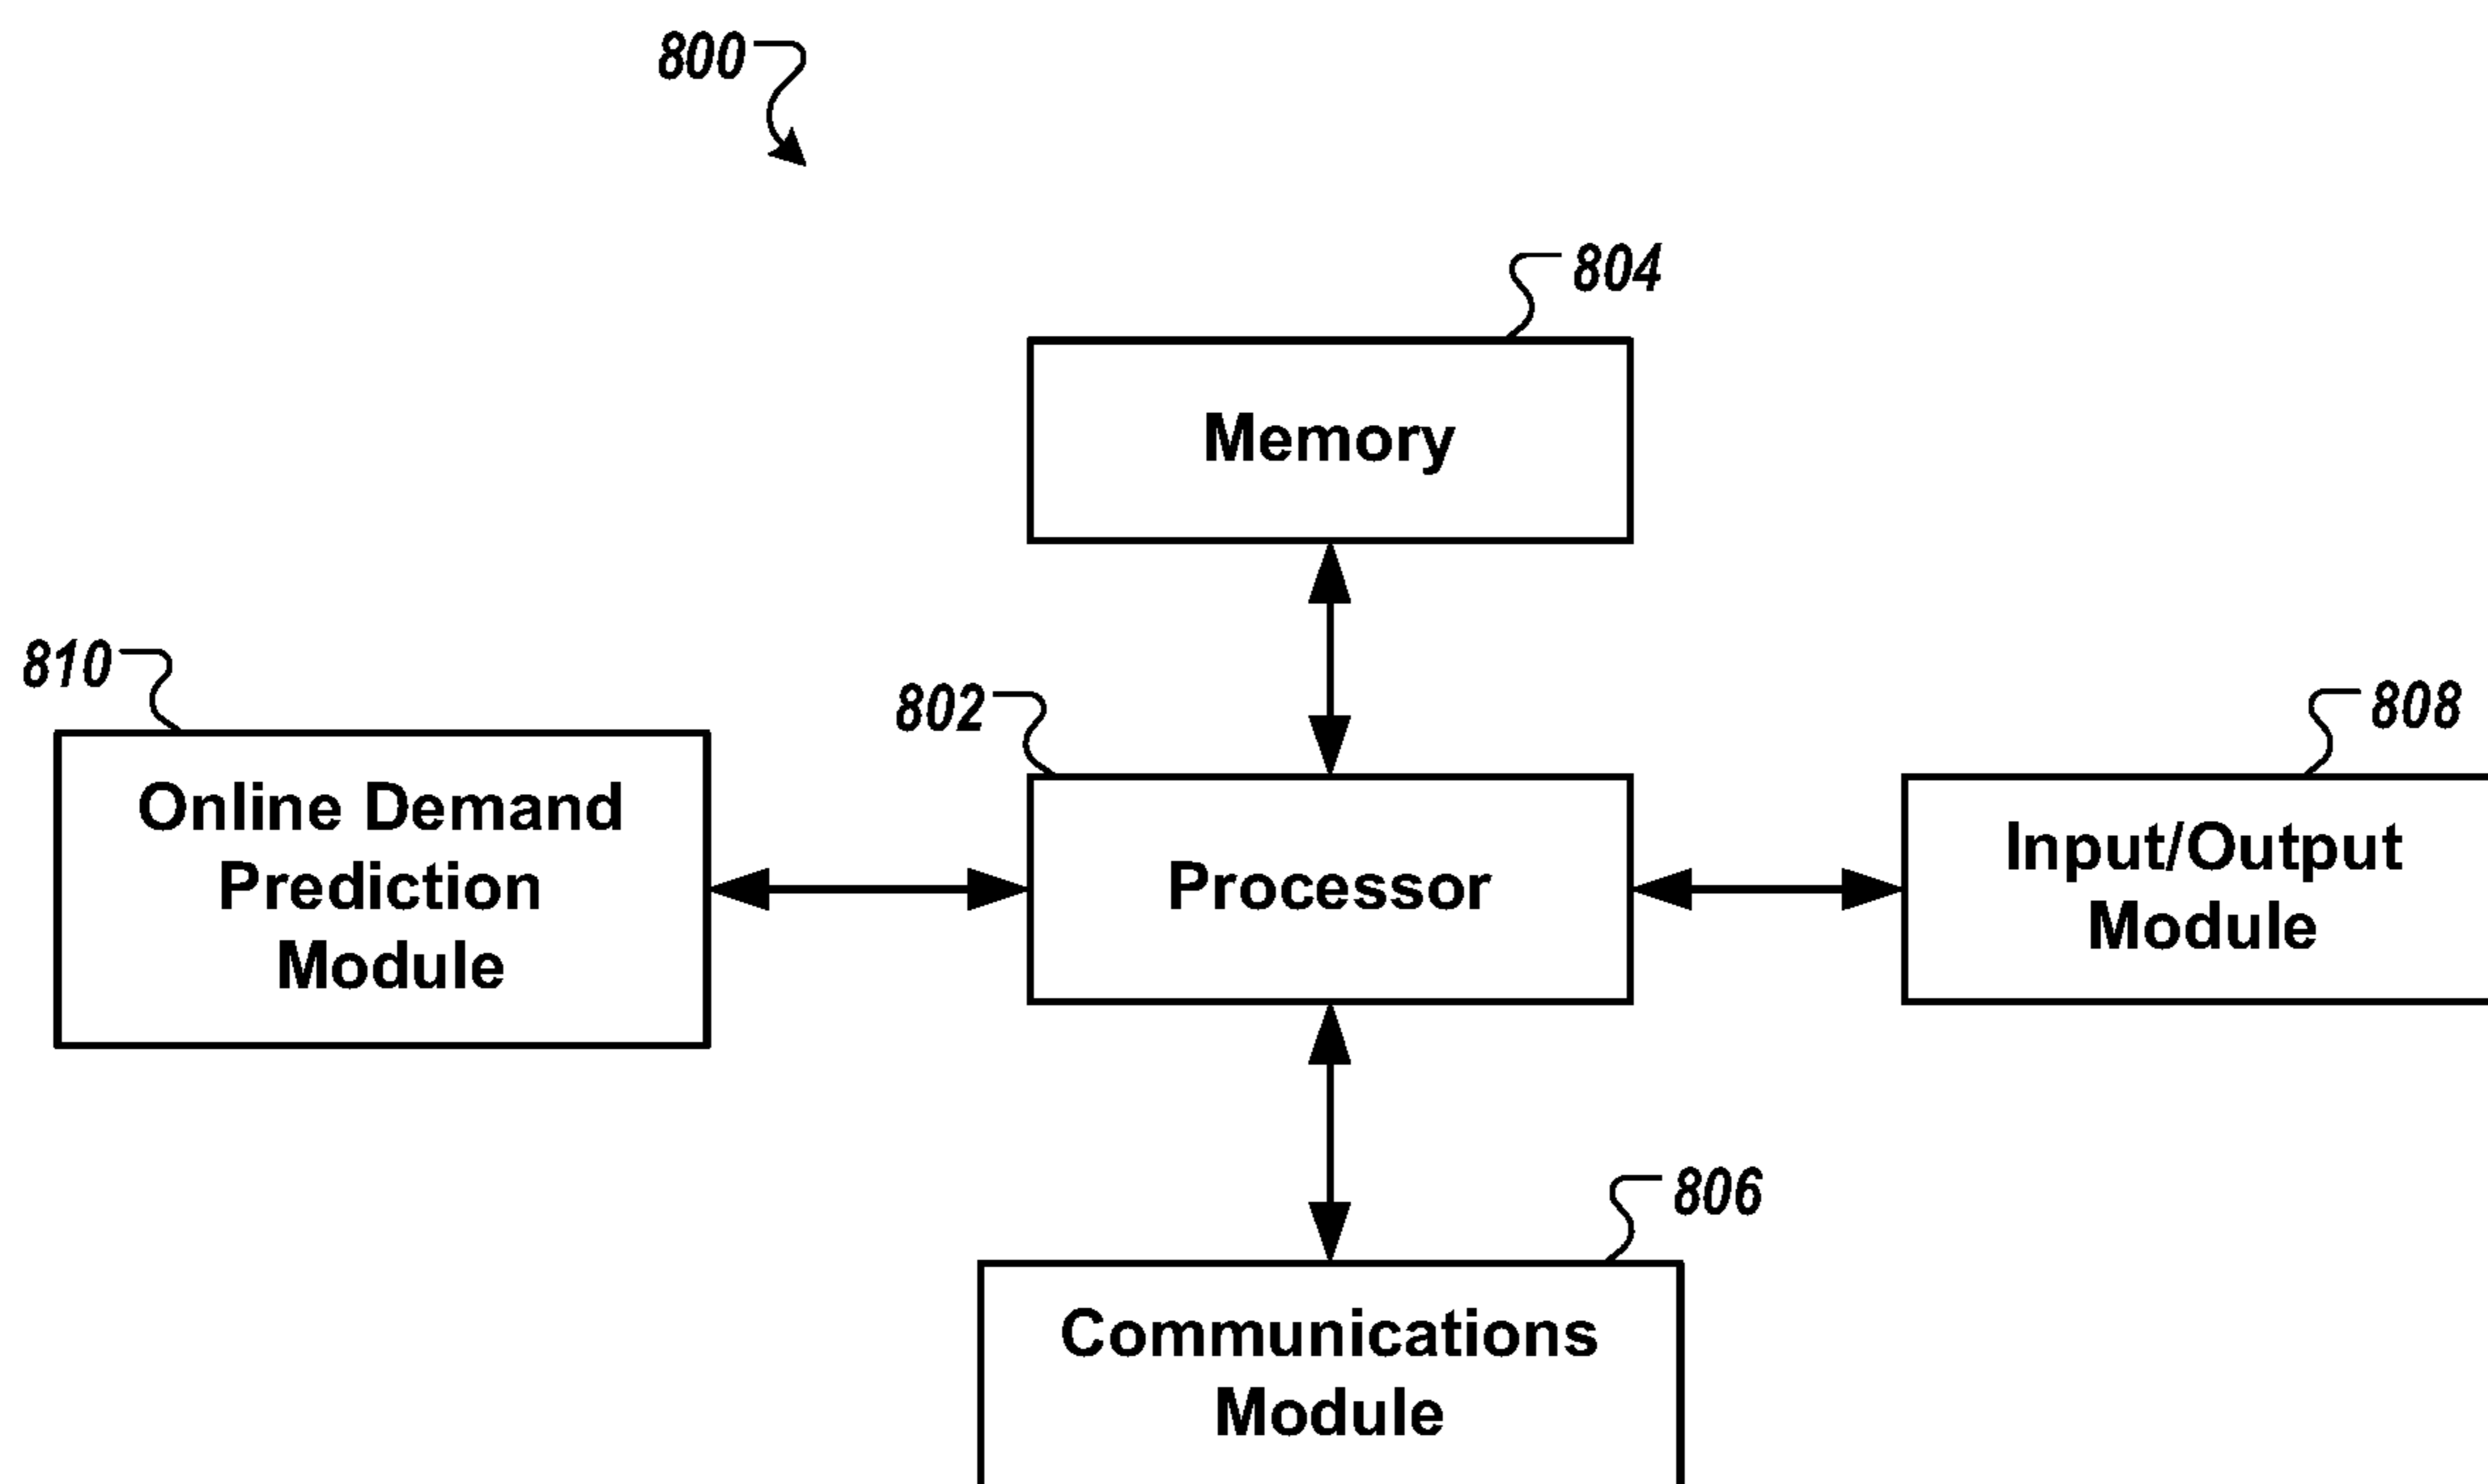 800
804
Memory
810
802
808
Online Demand
Prediction
Module
Processor
Input/Output
Module
806
Communications
Module